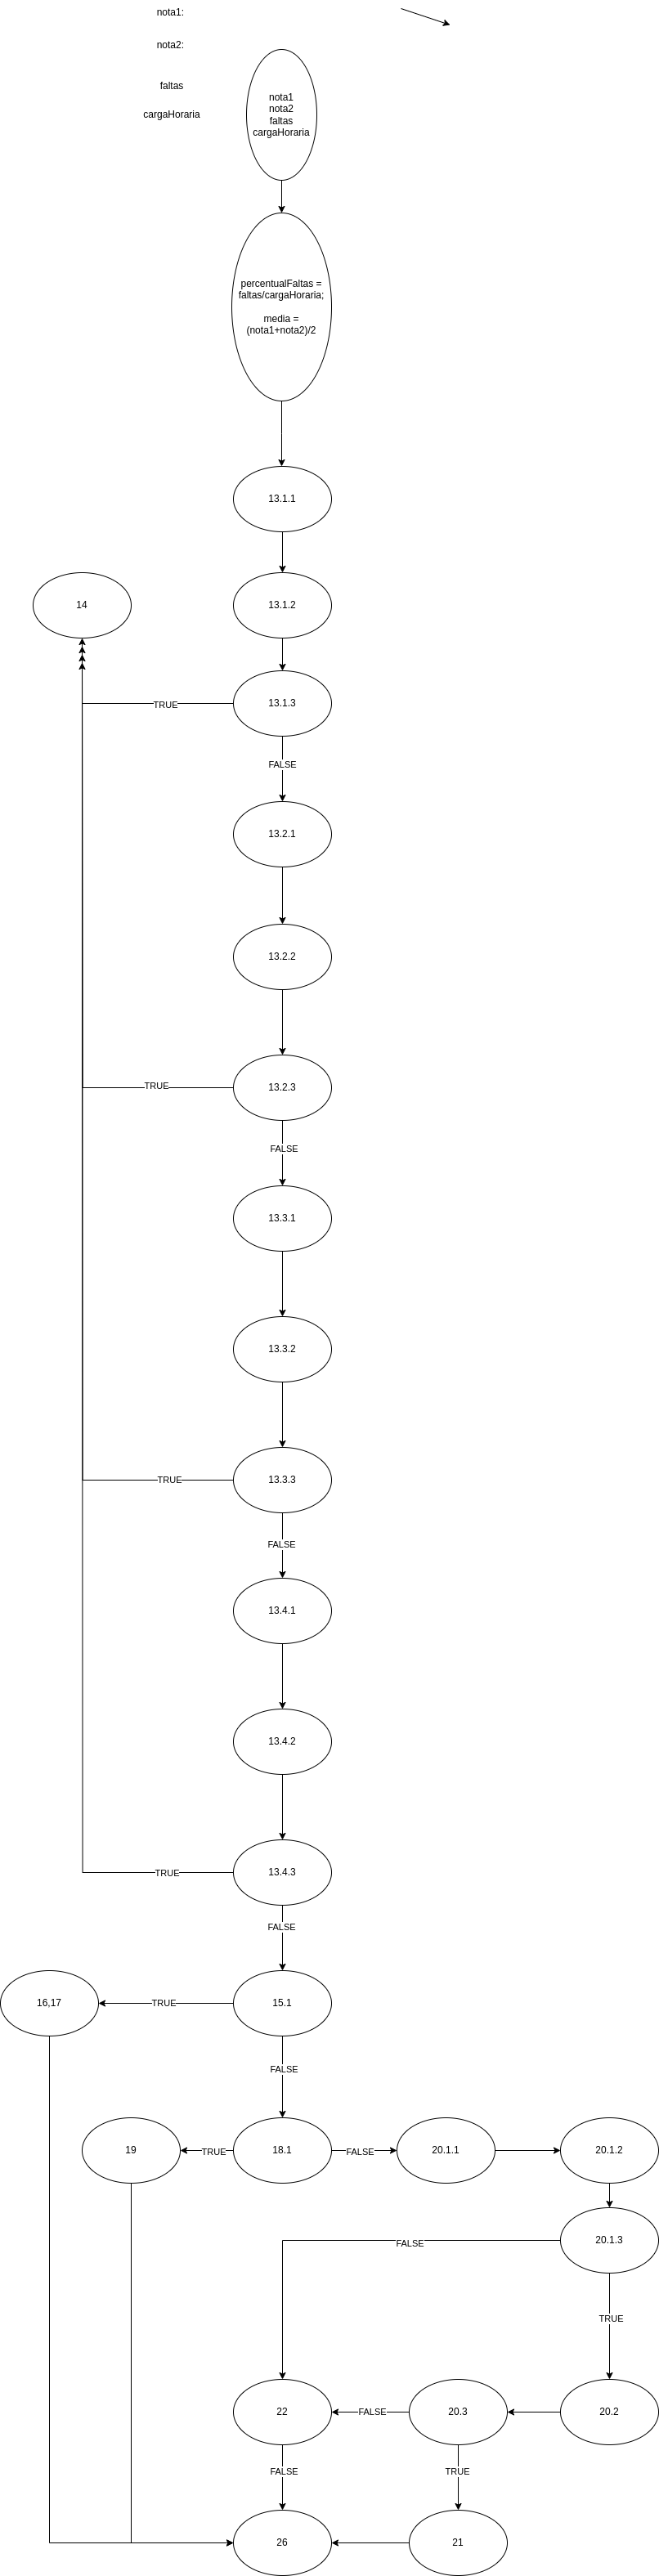 nota1:
nota2:
faltas
cargaHoraria
nota1
nota2
faltas
cargaHoraria
percentualFaltas =
faltas/cargaHoraria;
media =
(nota1+nota2)/2
13.1.1
14
13.1.2
13.1.3
TRUE
FALSE
13.2.1
13.2.2
13.2.3
TRUE
FALSE
13.3.1
13.3.2
13.3.3
TRUE
FALSE
13.4.1
13.4.2
13.4.3
TRUE
FALSE
16,17
TRUE
15.1
FALSE
19
TRUE
18.1
FALSE
20.1.1
20.1.2
20.1.3
FALSE
TRUE
22
FALSE
20.3
20.2
FALSE
TRUE
26
21